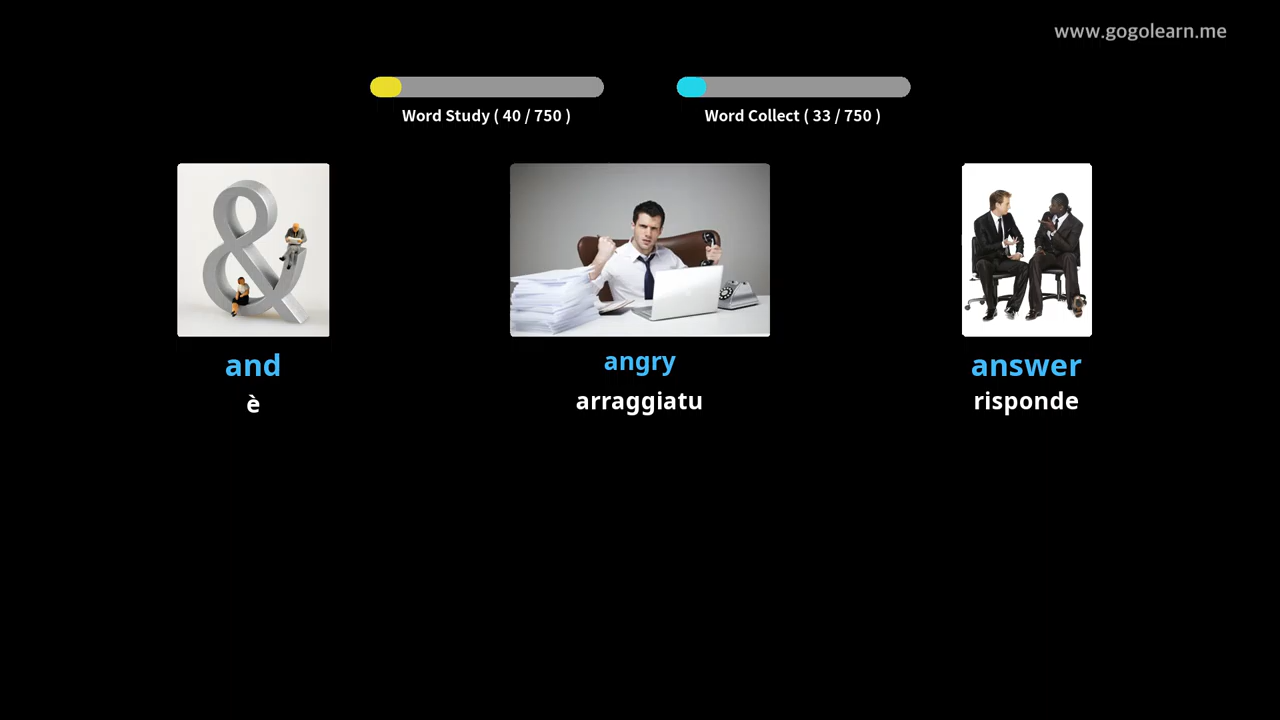 www.gogolearn.me
Word Study ( 40 / 750 )
Word Collect ( 33 / 750 )
&
and
è
angry
arraggiatu
answer
risponde